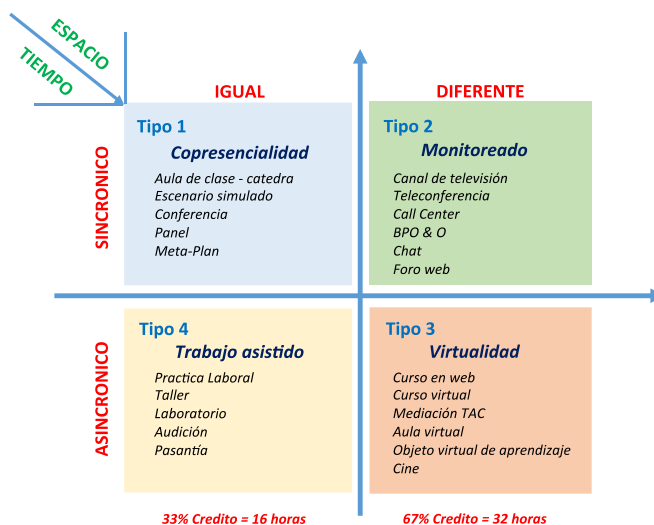 ESPACIO
TIEMPO
IGUAL
DIFERENTE
SINCRONICO
Tipo 1
Copresencialidad
Aula de clase - catedra
Escenario simulado
Conferencia
Panel
Meta-Plan
Tipo 2
Monitoreado
Canal de televisión
Teleconferencia
Call Center
BPO & O
Chat
Foro web
ASINCRONICO
Tipo 4
Trabajo asistido
Practica Laboral
Taller
Laboratorio
Audición
Pasantía
Tipo 3
Virtualidad
Curso en web
Curso virtual
Mediación TAC
Aula virtual
Objeto virtual de aprendizaje
Cine
33% Credito = 16 horas
67% Credito = 32 horas